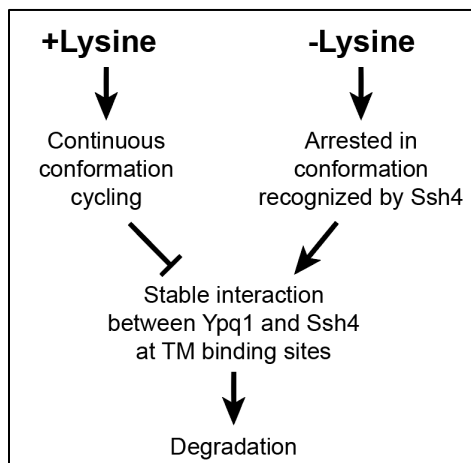 +Lysine
-Lysine
Continuous
conformation
cycling
Arrested in
conformation
recognized by Ssh4
Stable interaction
between Ypq1 and Ssh4
at TM binding sites
Degradation